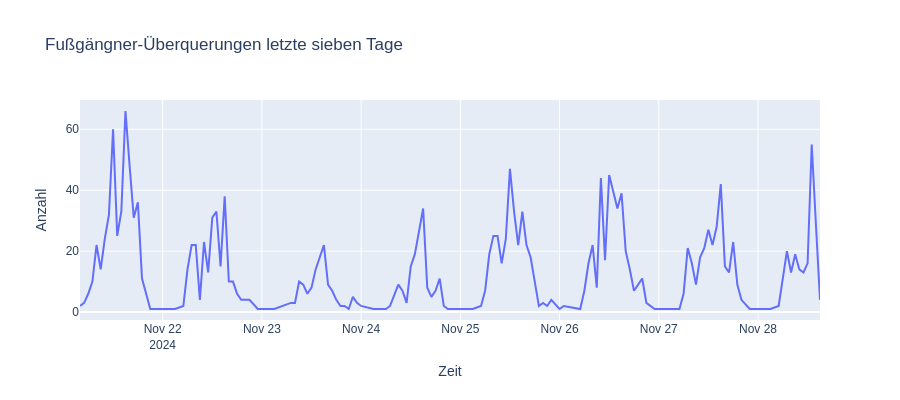 Fußgängner-Überquerungen letzte sieben Tage
60
40
20
0
Anzahl
Nov 22
2024
Nov 23
Nov 24
Nov 25
Nov 26
Nov 27
Nov 28
Zeit